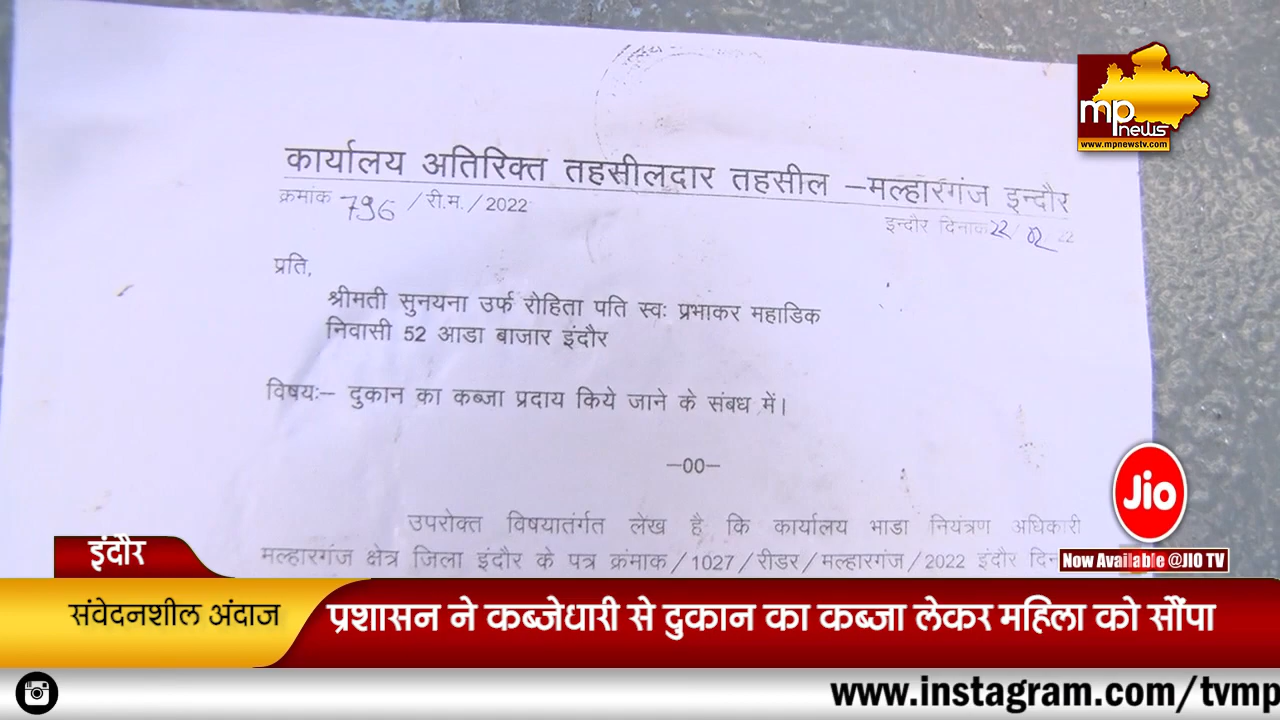 mp news
www.mpnewstv.com
कार्यालय अतिरिक्त तहसीलदार तहसील –मल्हारगंज इन्दौर
क्रमांक 796 /री.म./2022
इन्दौर दिनाक 22/02 22
प्रति,
श्रीमती सुनयना उर्फ रोहिता पति स्वः प्रभाकर महाडिक
निवासी 52 आडा बाजार इंदौर
विषयः– दुकान का कब्जा प्रदाय किये जाने के संबध में।
—00—
उपरोक्त विषयातंर्गत लेख है कि कार्यालय भाडा नियंत्रण अधिकारी
मल्हारगंज क्षेत्र जिला इंदौर के पत्र क्रंमाक/1027/रीडर/मल्हारगंज/2022 इंदौर
Jio
Now Available @JIO TV
इंदौर
संवेदनशील अंदाज
प्रशासन ने कब्जेधारी से दुकान का कब्जा लेकर महिला को सौंपा
www.instagram.com/tvmp